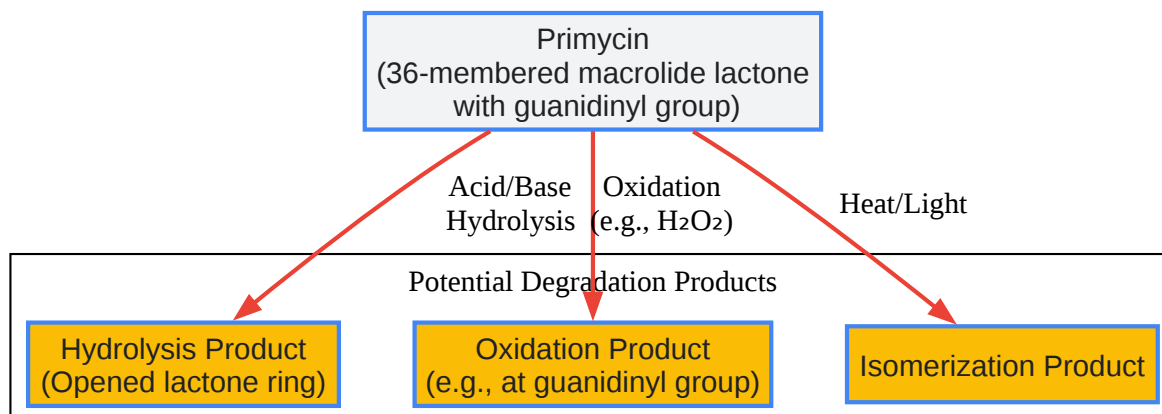 Primycin
(36-membered macrolide lactone
with guanidinyl group)
Acid/Base
Hydrolysis
Oxidation
(e.g., H₂O₂)
Heat/Light
Potential Degradation Products
Hydrolysis Product
(Opened lactone ring)
Oxidation Product
(e.g., at guanidinyl group)
Isomerization Product